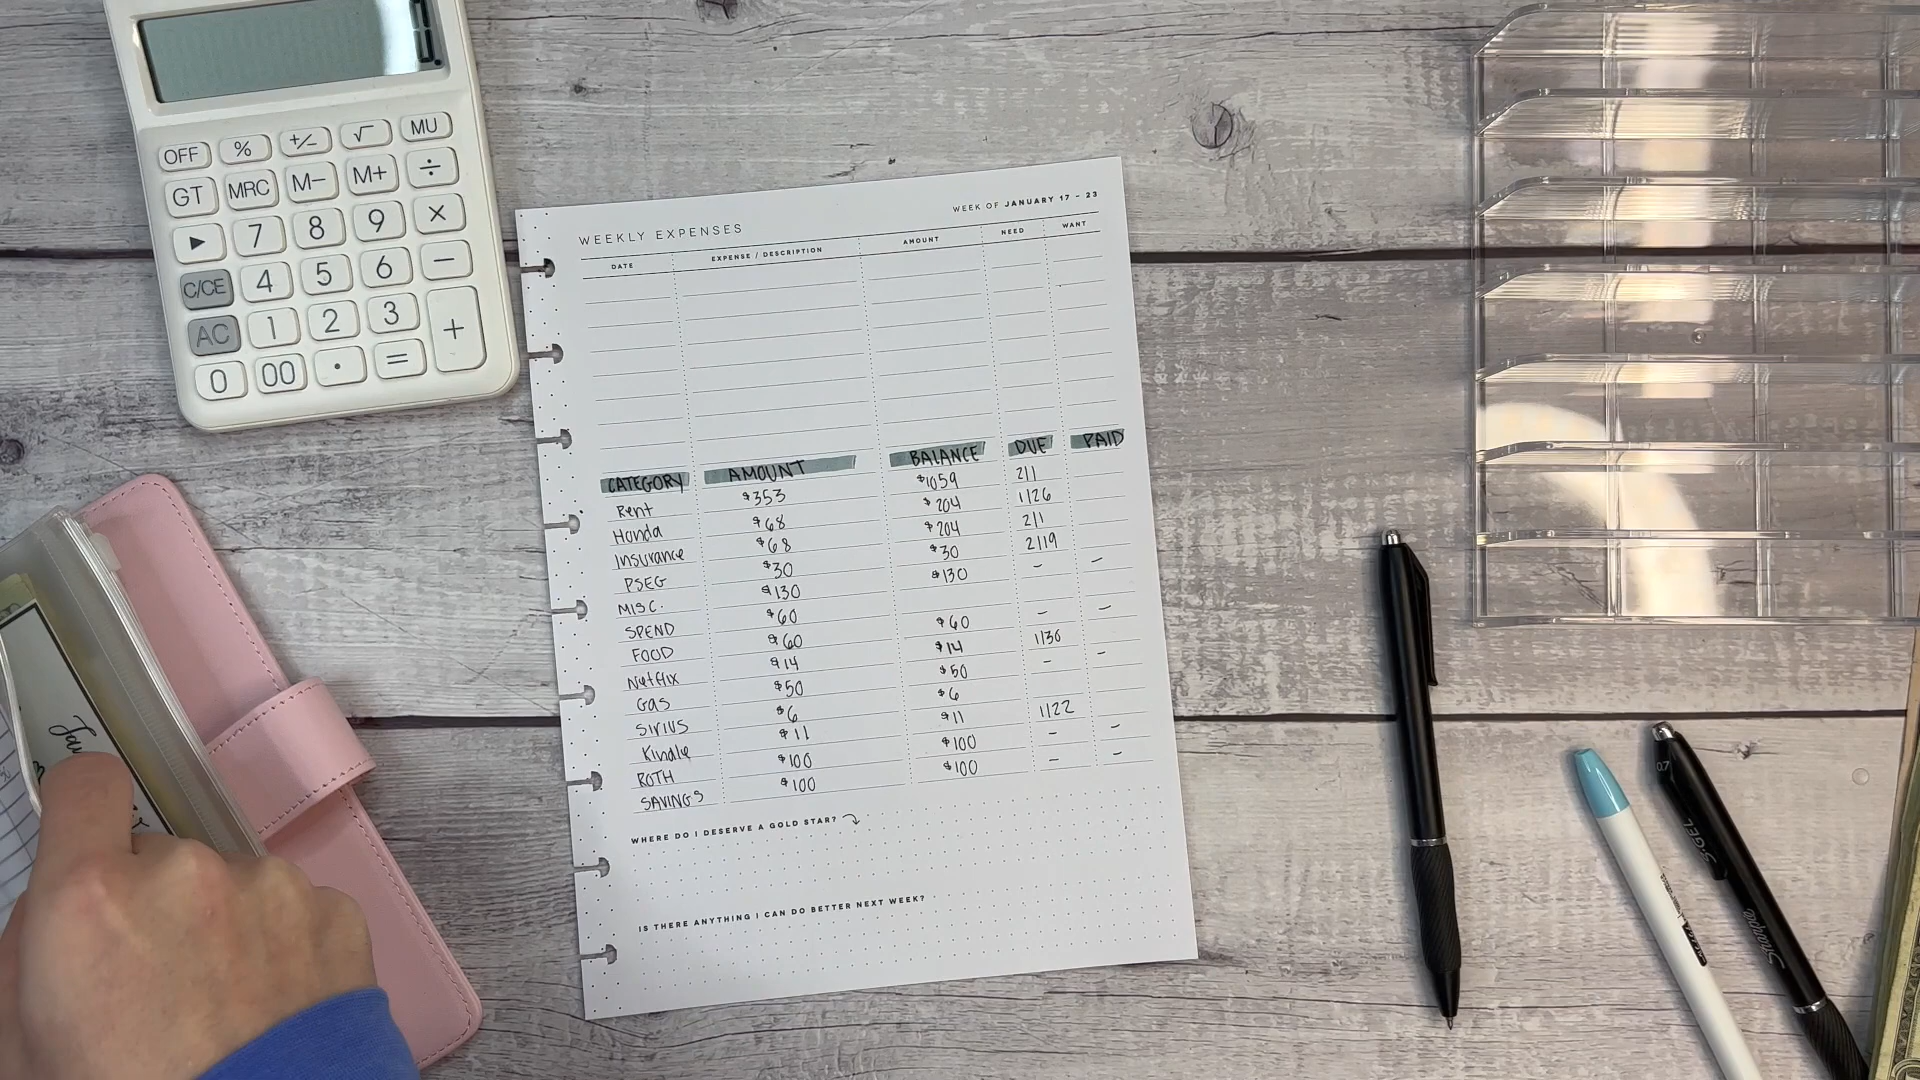 0.
OFF % +/- √ MU
GT MRC M- M+ ÷
▶ 7 8 9 ×
C/CE 4 5 6 −
AC 1 2 3 +
0 00 • =
WEEK OF JANUARY 17 - 23
WEEKLY EXPENSES
DATE EXPENSE / DESCRIPTION AMOUNT NEED WANT
CATEGORY AMOUNT BALANCE DUE PAID
Rent $353 $1059 2/1
Honda $68 $204 1/26
Insurance $68 $204 2/1
PSEG $30 $30 2/19
MISC. $130 $130 - -
SPEND $60
FOOD $60 $60 - -
Netflix $14 $14 1/30
Gas $50 $50 - -
Sirius $6 $6
Kindle $11 $11 1/22
ROTH $100 $100 - -
SAVINGS $100 $100 - -
WHERE DO I DESERVE A GOLD STAR?
IS THERE ANYTHING I CAN DO BETTER NEXT WEEK?
0.7
S·GEL
Sharpie